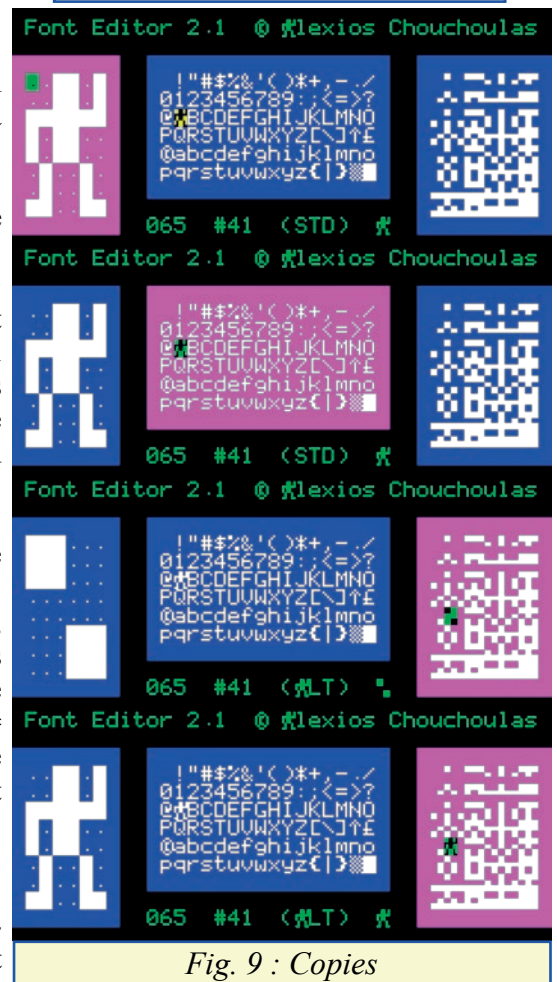 Font Editor 2.1 © lexios Chouchoulas
!"#$%&'()*+,-./
0123456789:;<=>?
@BCDEFGHIJKLMNO
PQRSTUVWXYZ[\]↑£
©abcdefghijklmno
pqrstuvwxyz{|}▒█
065 #41 (STD)
Font Editor 2.1 © lexios Chouchoulas
!"#$%&'()*+,-./
0123456789:;<=>?
@BCDEFGHIJKLMNO
PQRSTUVWXYZ[\]↑£
©abcdefghijklmno
pqrstuvwxyz{|}▒█
065 #41 (STD)
Font Editor 2.1 © lexios Chouchoulas
!"#$%&'()*+,-./
0123456789:;<=>?
@BCDEFGHIJKLMNO
PQRSTUVWXYZ[\]↑£
©abcdefghijklmno
pqrstuvwxyz{|}▒█
065 #41 (LT)
Font Editor 2.1 © lexios Chouchoulas
!"#$%&'()*+,-./
0123456789:;<=>?
@BCDEFGHIJKLMNO
PQRSTUVWXYZ[\]↑£
©abcdefghijklmno
pqrstuvwxyz{|}▒█
065 #41 (LT)
Fig. 9 : Copies